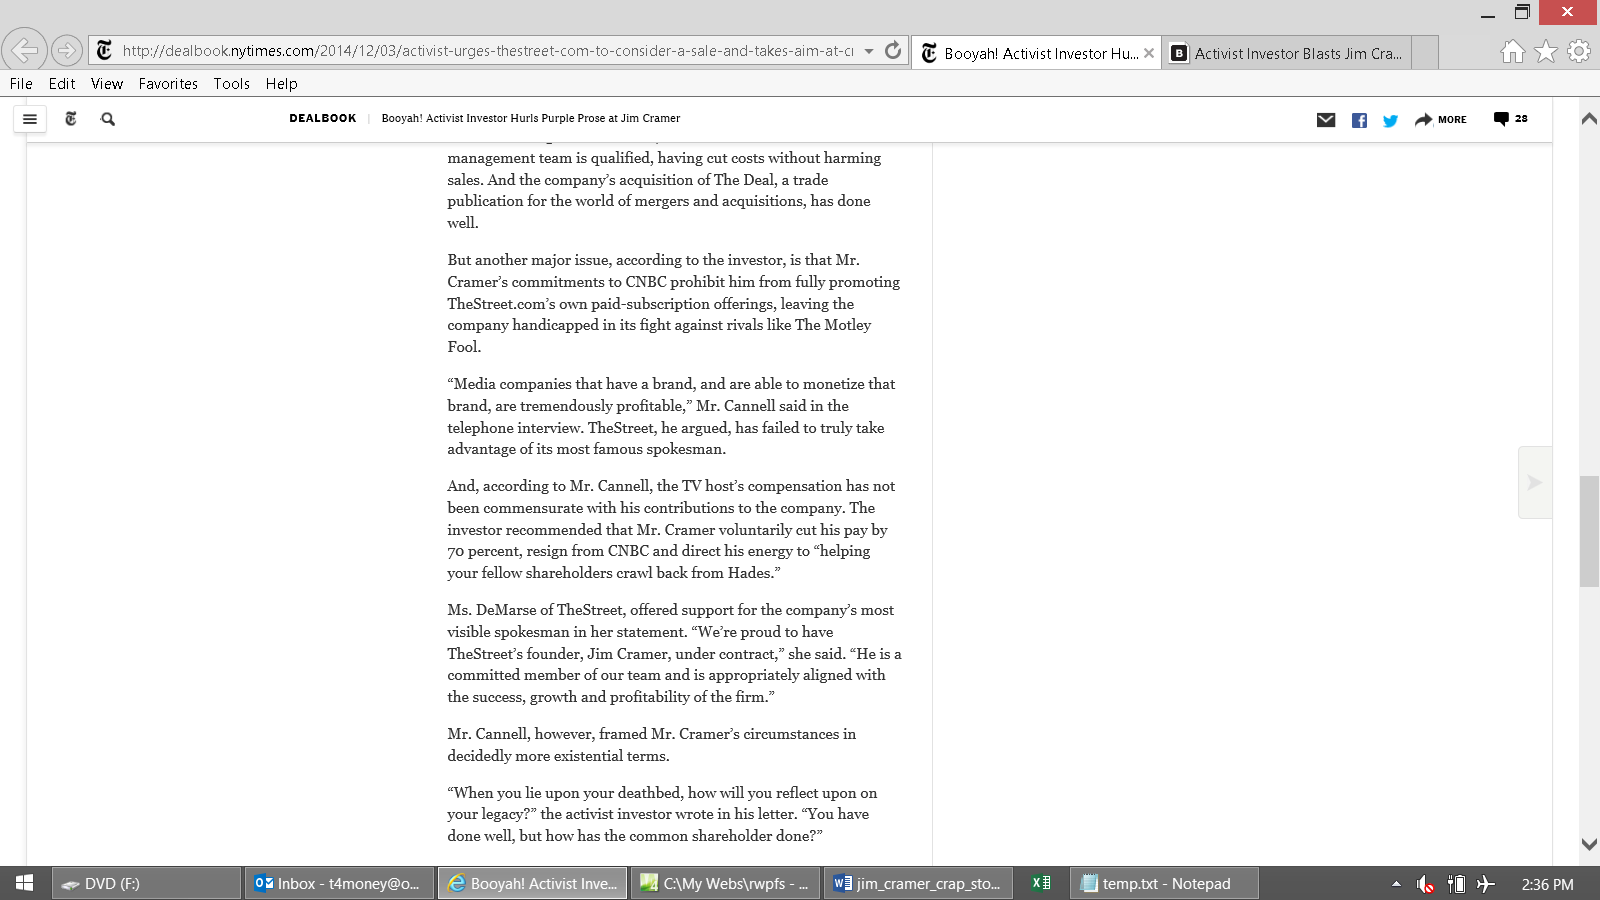 http://dealbook.nytimes.com/2014/12/03/activist-urges-thestreet-com-to-consider-a-sale-and-takes-aim-at-cr
Booyah! Activist Investor Hu...
Activist Investor Blasts Jim Cra...
File Edit View Favorites Tools Help
DEALBOOK | Booyah! Activist Investor Hurls Purple Prose at Jim Cramer
MORE
28
management team is qualified, having cut costs without harming
sales. And the company’s acquisition of The Deal, a trade
publication for the world of mergers and acquisitions, has done
well.
But another major issue, according to the investor, is that Mr.
Cramer’s commitments to CNBC prohibit him from fully promoting
TheStreet.com’s own paid-subscription offerings, leaving the
company handicapped in its fight against rivals like The Motley
Fool.
“Media companies that have a brand, and are able to monetize that
brand, are tremendously profitable,” Mr. Cannell said in the
telephone interview. TheStreet, he argued, has failed to truly take
advantage of its most famous spokesman.
And, according to Mr. Cannell, the TV host’s compensation has not
been commensurate with his contributions to the company. The
investor recommended that Mr. Cramer voluntarily cut his pay by
70 percent, resign from CNBC and direct his energy to “helping
your fellow shareholders crawl back from Hades.”
Ms. DeMarse of TheStreet, offered support for the company’s most
visible spokesman in her statement. “We’re proud to have
TheStreet’s founder, Jim Cramer, under contract,” she said. “He is a
committed member of our team and is appropriately aligned with
the success, growth and profitability of the firm.”
Mr. Cannell, however, framed Mr. Cramer’s circumstances in
decidedly more existential terms.
“When you lie upon your deathbed, how will you reflect upon on
your legacy?” the activist investor wrote in his letter. “You have
done well, but how has the common shareholder done?”
DVD (F:)
Inbox - t4money@o...
Booyah! Activist Inve...
C:\My Webs\rwpfs - ...
jim_cramer_crap_sto...
temp.txt - Notepad
2:36 PM